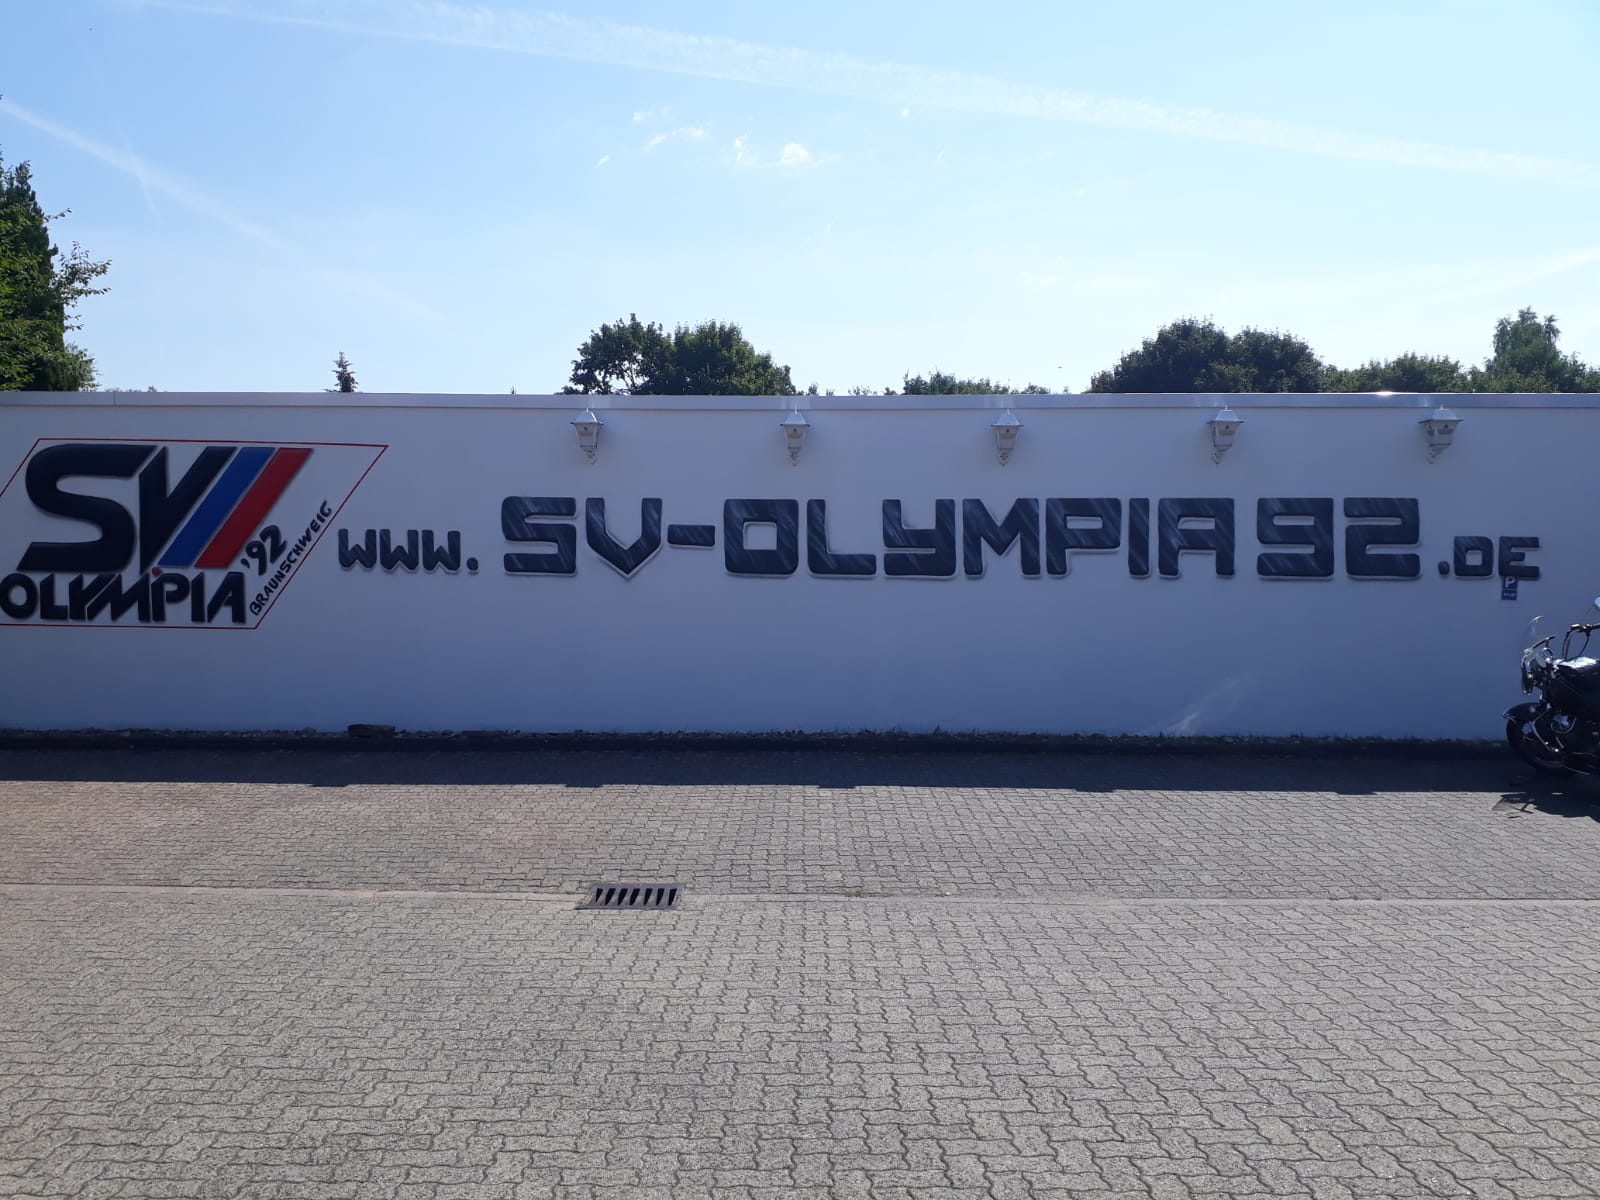 SV
OLYMPIA '92
BRAUNSCHWEIG
www.SV-OLYMPIA92.DE
P